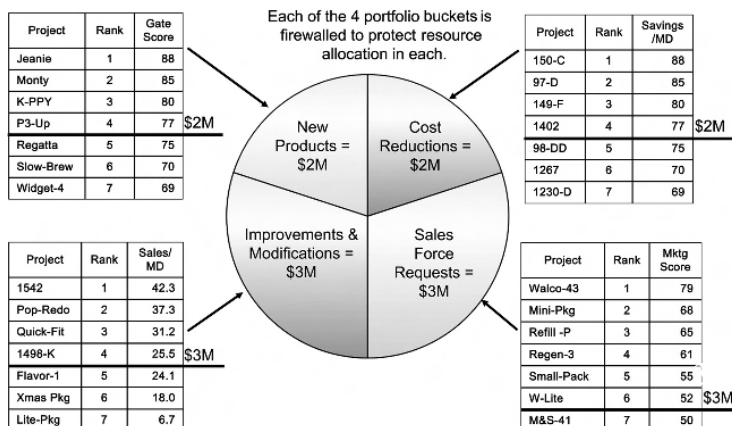 Each of the 4 portfolio buckets is
firewalled to protect resource
allocation in each.
Project Rank Gate Score
Jeanie 1 88
Monty 2 85
K-PPY 3 80
P3-Up 4 77 $2M
Regatta 5 75
Slow-Brew 6 70
Widget-4 7 69
Project Rank Savings /MD
150-C 1 88
97-D 2 85
149-F 3 80
1402 4 77 $2M
98-DD 5 75
1267 6 70
1230-D 7 69
New
Products =
$2M
Cost
Reductions =
$2M
Improvements &
Modifications =
$3M
Sales
Force
Requests =
$3M
Project Rank Sales/ MD
1542 1 42.3
Pop-Redo 2 37.3
Quick-Fit 3 31.2
1498-K 4 25.5 $3M
Flavor-1 5 24.1
Xmas Pkg 6 18.0
Lite-Pkg 7 6.7
Project Rank Mktg Score
Walco-43 1 79
Mini-Pkg 2 68
Refill -P 3 65
Regen-3 4 61
Small-Pack 5 55
W-Lite 6 52 $3M
M&S-41 7 50